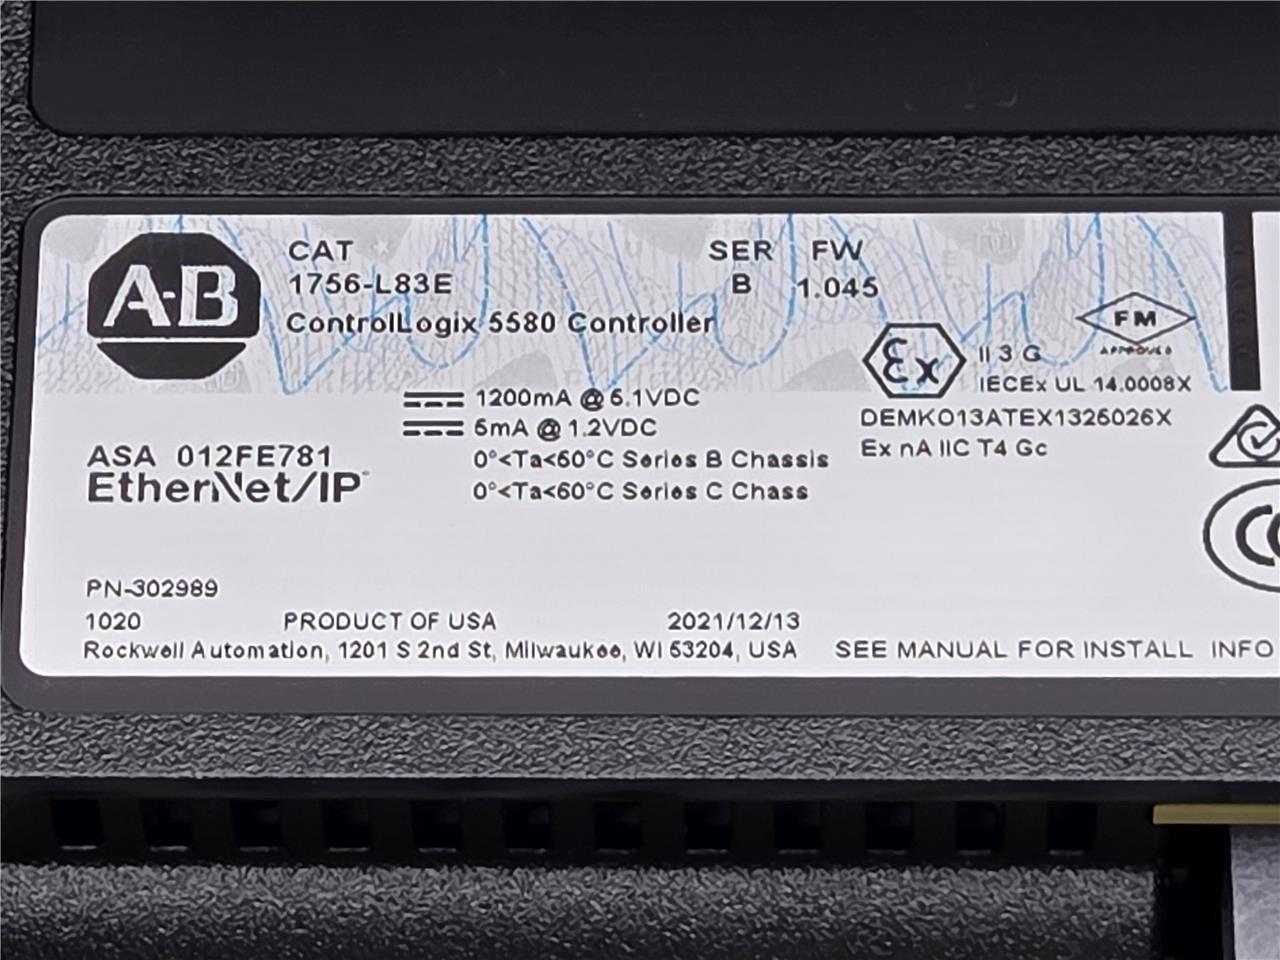 A-B
CAT
1756-L83E
ControlLogix 5580 Controller
SER FW
B 1.045
1200mA @ 5.1VDC
5mA @ 1.2VDC
0°<Ta<60°C Series B Chassis
0°<Ta<60°C Series C Chass
ASA 012FE781
EtherNet/IP
Ex
II 3 G
IECEx UL 14.0008X
DEMKO13ATEX1325026X
Ex nA IIC T4 Gc
FM
APPROVED
PN-302989
1020 PRODUCT OF USA 2021/12/13
Rockwell Automation, 1201 S 2nd St, Milwaukee, WI 53204, USA SEE MANUAL FOR INSTALL INFO